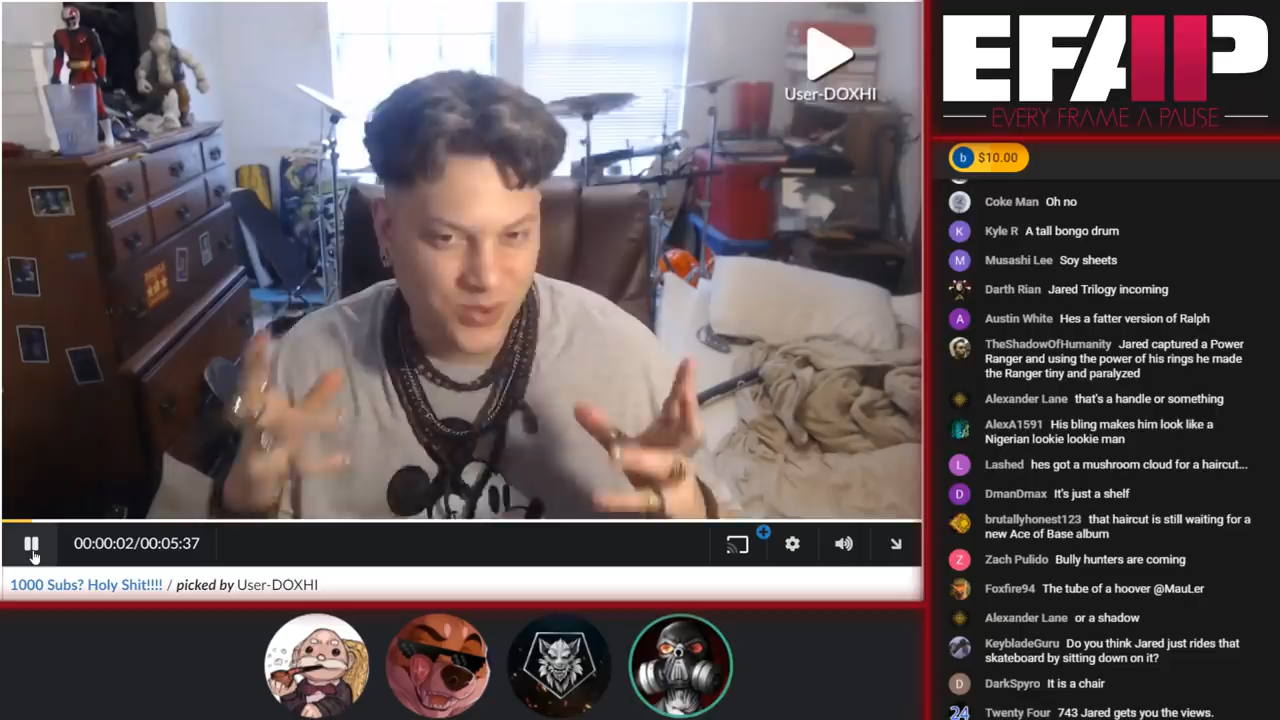 User-DOXHI
EFAP
EVERY FRAME A PAUSE
b $10.00
Coke Man Oh no
K Kyle R A tall bongo drum
M Musashi Lee Soy sheets
Darth Rian Jared Trilogy incoming
A Austin White Hes a fatter version of Ralph
TheShadowOfHumanity Jared captured a Power
Ranger and using the power of his rings he made
the Ranger tiny and paralyzed
Alexander Lane that's a handle or something
AlexA1591 His bling makes him look like a
Nigerian lookie lookie man
L Lashed hes got a mushroom cloud for a haircut...
D DmanDmax It's just a shelf
brutallyhonest123 that haircut is still waiting for a
new Ace of Base album
Z Zach Pulido Bully hunters are coming
Foxfire94 The tube of a hoover @MauLer
Alexander Lane or a shadow
KeybladeGuru Do you think Jared just rides that
skateboard by sitting down on it?
D DarkSpyro It is a chair
24 Twenty Four 743 Jared gets you the views.
00:00:02/00:05:37
1000 Subs? Holy Shit!!!! / picked by User-DOXHI